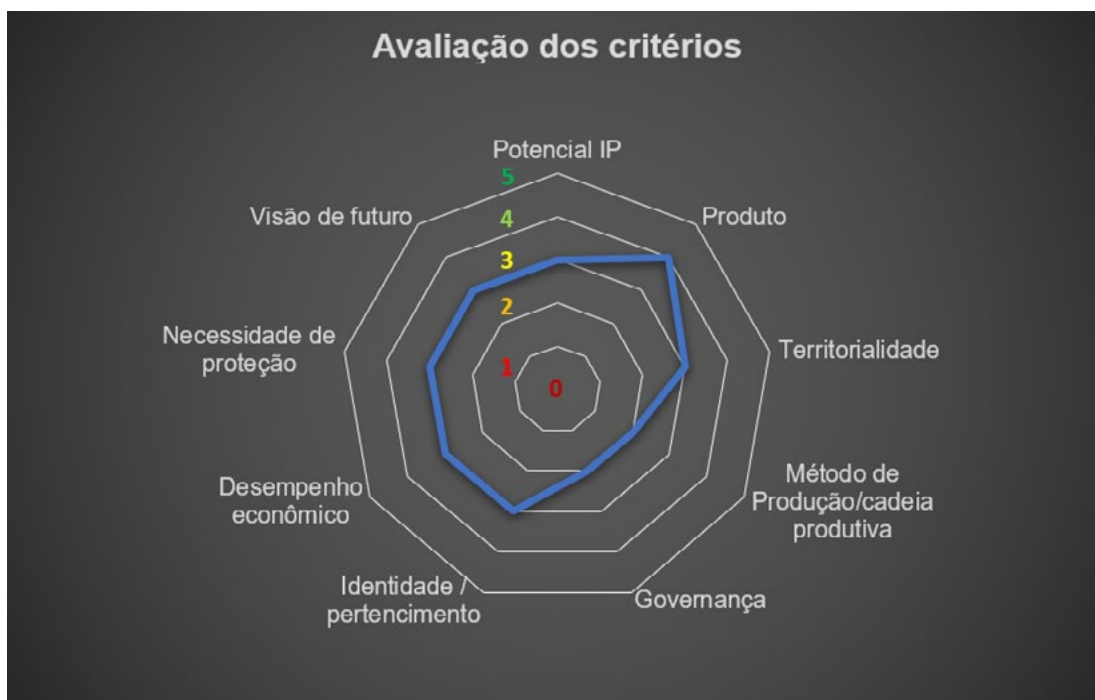 Avaliação dos critérios
Potencial IP
5
Visão de futuro
Produto
4
3
Necessidade de
proteção
Territorialidade
2
1
0
Desempenho
econômico
Método de
Produção/cadeia
produtiva
Identidade /
pertencimento
Governança